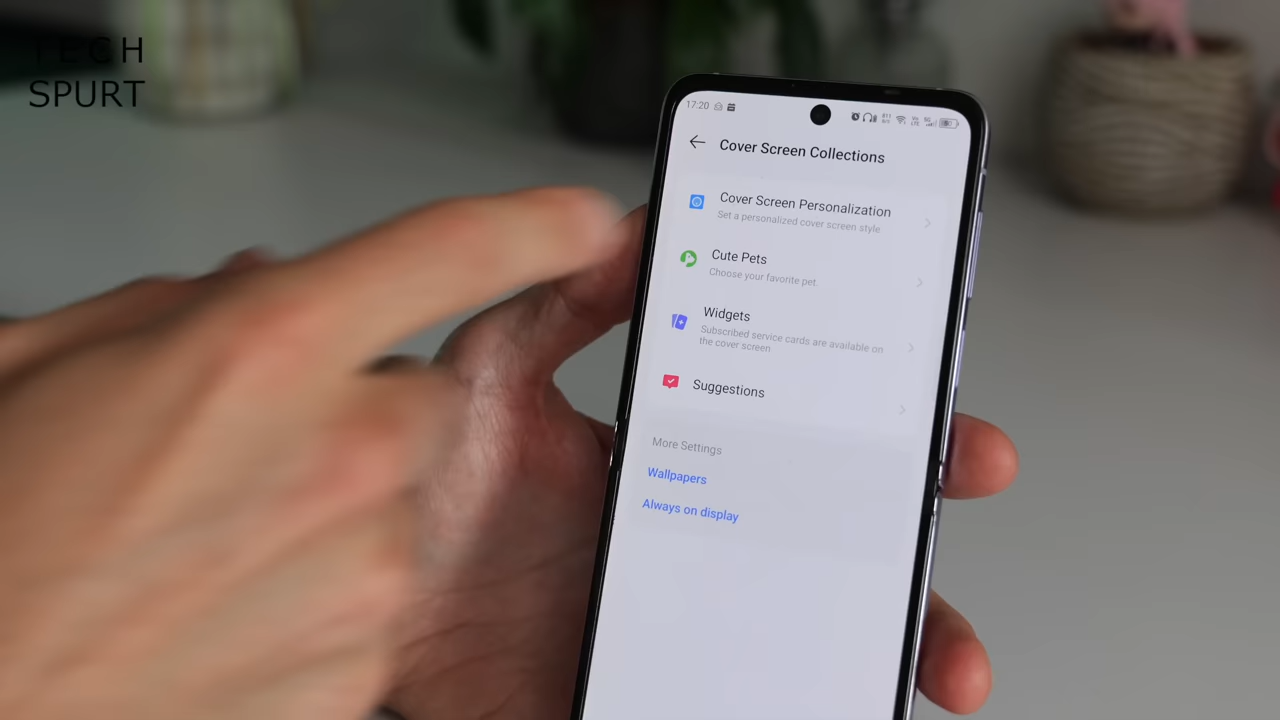 TECH
SPURT
17:20
Cover Screen Collections
Cover Screen Personalization
Set a personalized cover screen style
Cute Pets
Choose your favorite pet.
Widgets
Subscribed service cards are available on
the cover screen
Suggestions
More Settings
Wallpapers
Always on display